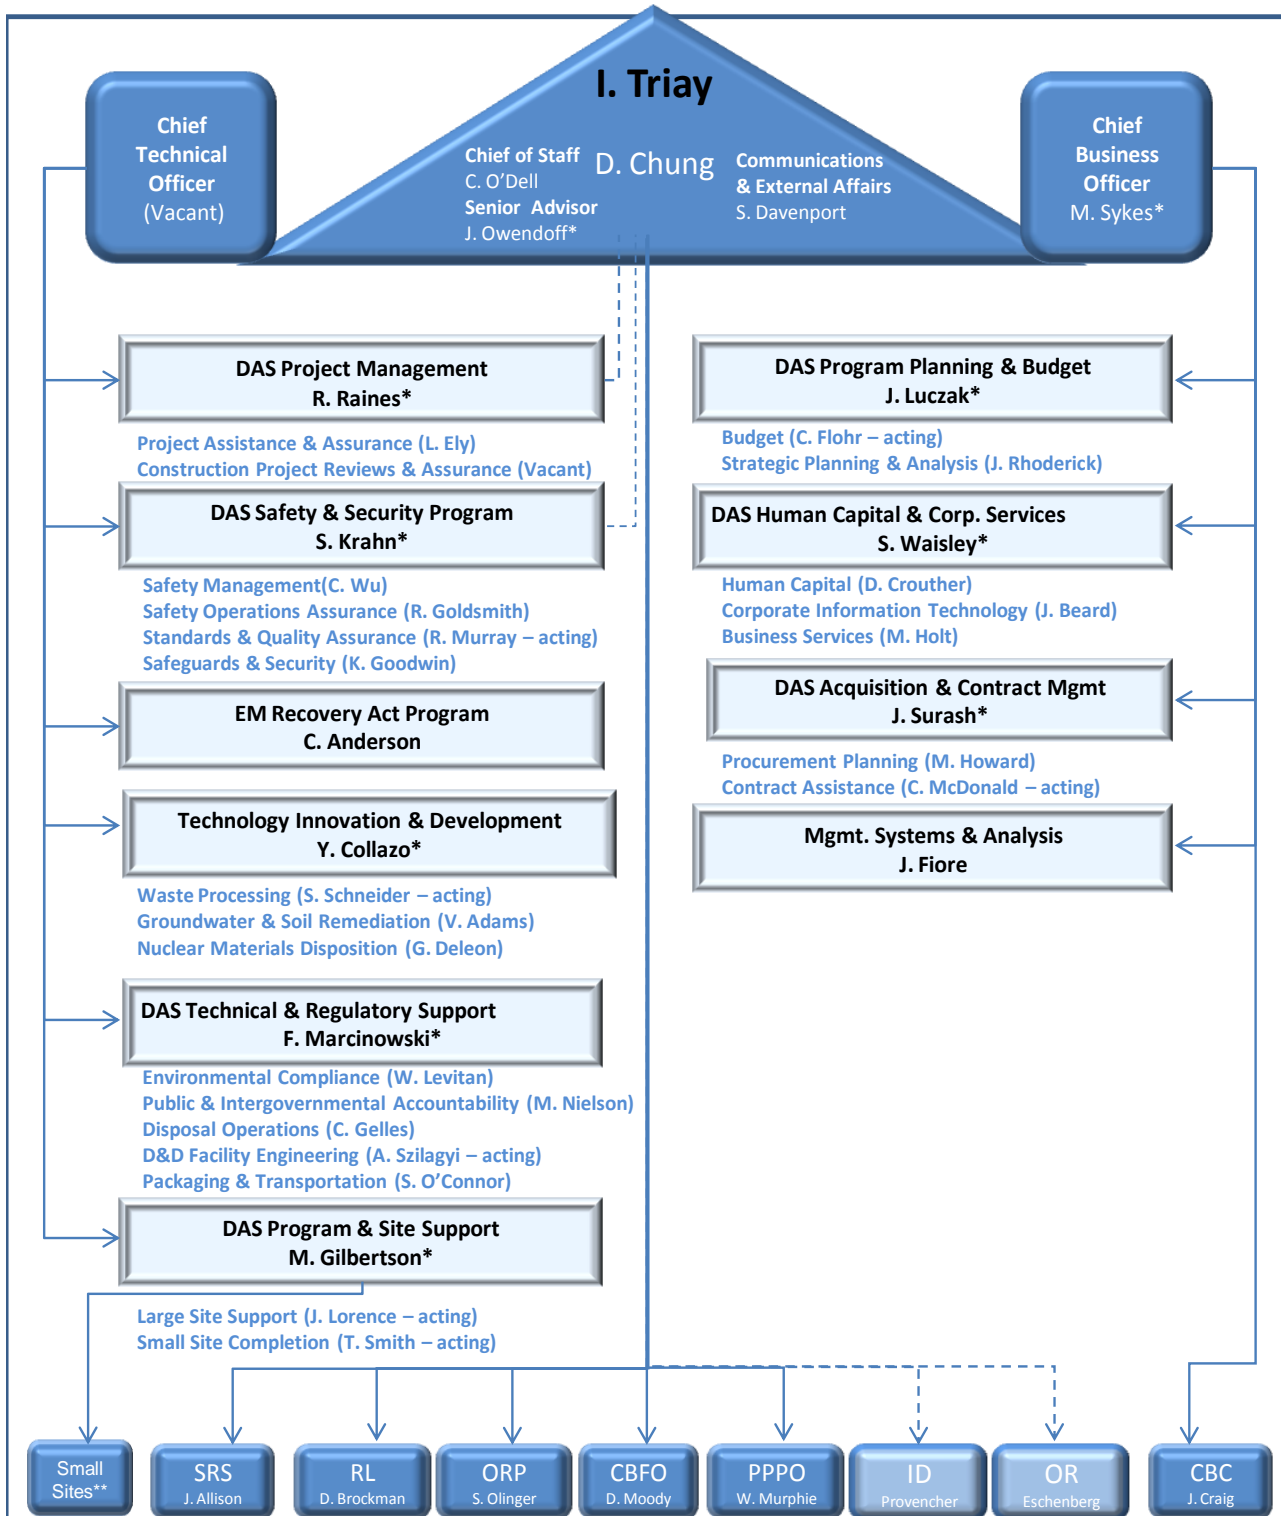 I. Triay
D. Chung
Chief of Staff
C. O’Dell
Senior Advisor
J. Owendoff*
Communications
& External Affairs
S. Davenport
Chief
Technical
Officer
(Vacant)
Chief
Business
Officer
M. Sykes*
DAS Project Management
R. Raines*
Project Assistance & Assurance (L. Ely)
Construction Project Reviews & Assurance (Vacant)
DAS Safety & Security Program
S. Krahn*
Safety Management(C. Wu)
Safety Operations Assurance (R. Goldsmith)
Standards & Quality Assurance (R. Murray – acting)
Safeguards & Security (K. Goodwin)
EM Recovery Act Program
C. Anderson
Technology Innovation & Development
Y. Collazo*
Waste Processing (S. Schneider – acting)
Groundwater & Soil Remediation (V. Adams)
Nuclear Materials Disposition (G. Deleon)
DAS Technical & Regulatory Support
F. Marcinowski*
Environmental Compliance (W. Levitan)
Public & Intergovernmental Accountability (M. Nielson)
Disposal Operations (C. Gelles)
D&D Facility Engineering (A. Szilagyi – acting)
Packaging & Transportation (S. O’Connor)
DAS Program & Site Support
M. Gilbertson*
Large Site Support (J. Lorence – acting)
Small Site Completion (T. Smith – acting)
DAS Program Planning & Budget
J. Luczak*
Budget (C. Flohr – acting)
Strategic Planning & Analysis (J. Rhoderick)
DAS Human Capital & Corp. Services
S. Waisley*
Human Capital (D. Crouther)
Corporate Information Technology (J. Beard)
Business Services (M. Holt)
DAS Acquisition & Contract Mgmt
J. Surash*
Procurement Planning (M. Howard)
Contract Assistance (C. McDonald – acting)
Mgmt. Systems & Analysis
J. Fiore
Small
Sites**
SRS
J. Allison
RL
D. Brockman
ORP
S. Olinger
CBFO
D. Moody
PPPO
W. Murphie
ID
Provencher
OR
Eschenberg
CBC
J. Craig